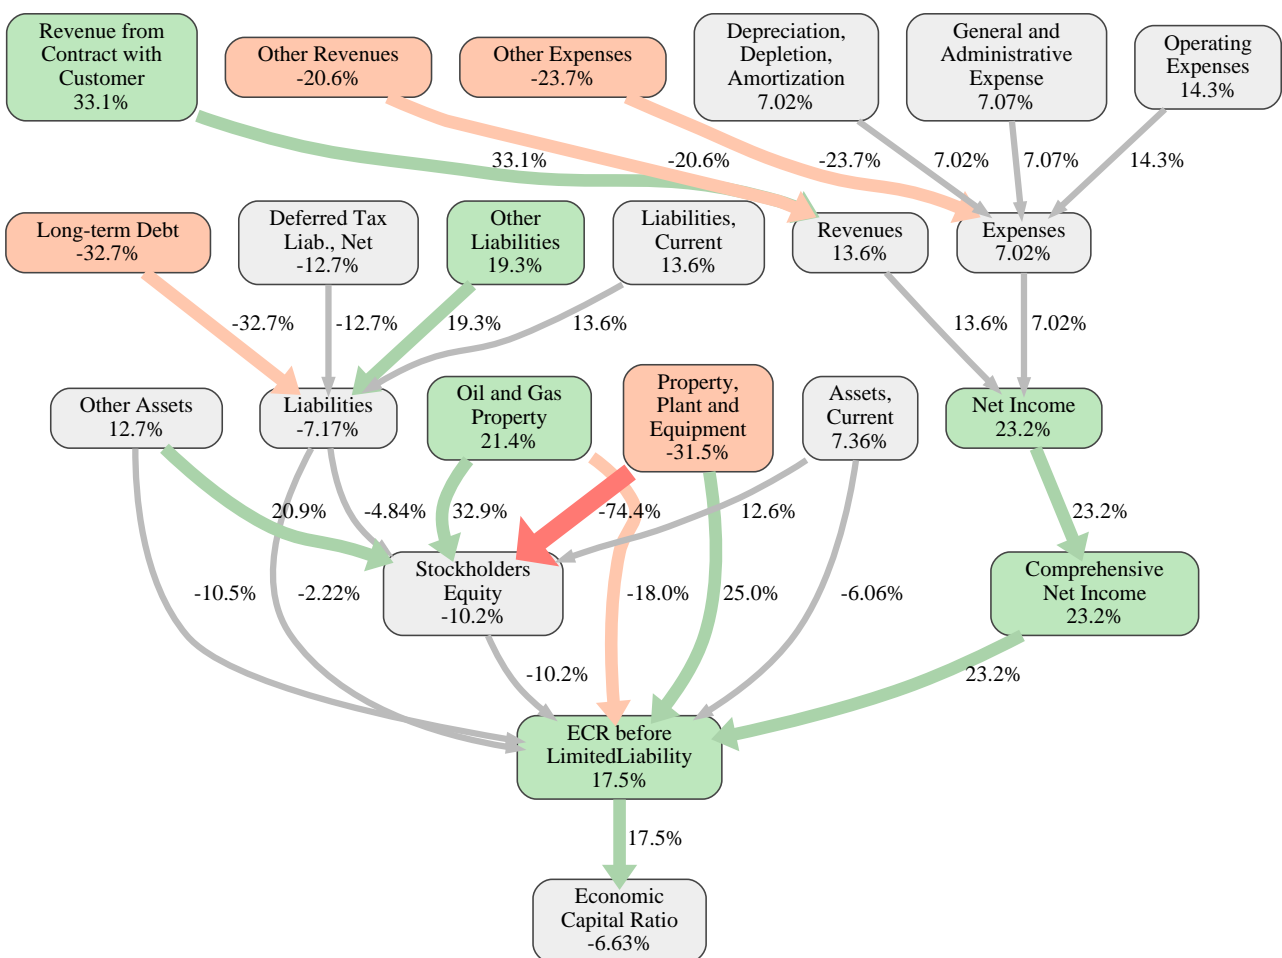 Revenue from
Contract with
Customer
33.1%
Other Revenues
-20.6%
Other Expenses
-23.7%
Depreciation,
Depletion,
Amortization
7.02%
General and
Administrative
Expense
7.07%
Operating
Expenses
14.3%
33.1%
-20.6%
-23.7%
7.02%
7.07%
14.3%
Long-term Debt
-32.7%
Deferred Tax
Liab., Net
-12.7%
Other
Liabilities
19.3%
Liabilities,
Current
13.6%
Revenues
13.6%
Expenses
7.02%
-32.7%
-12.7%
19.3%
13.6%
13.6%
7.02%
Other Assets
12.7%
Liabilities
-7.17%
Oil and Gas
Property
21.4%
Property,
Plant and
Equipment
-31.5%
Assets,
Current
7.36%
Net Income
23.2%
20.9%
-4.84%
32.9%
-74.4%
12.6%
23.2%
Stockholders
Equity
-10.2%
Comprehensive
Net Income
23.2%
-10.5%
-2.22%
-18.0%
25.0%
-6.06%
-10.2%
23.2%
ECR before
LimitedLiability
17.5%
17.5%
Economic
Capital Ratio
-6.63%